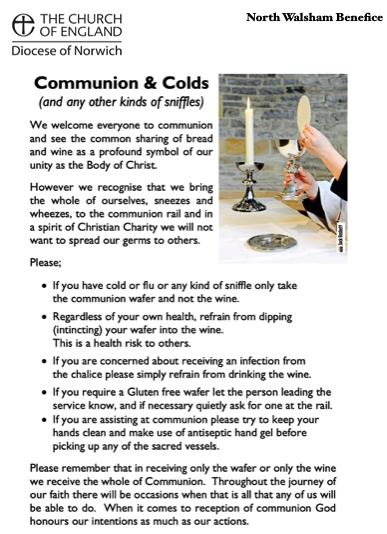 THE CHURCH
OF ENGLAND
Diocese of Norwich
North Walsham Benefice
Communion & Colds
(and any other kinds of sniffles)
We welcome everyone to communion
and see the common sharing of bread
and wine as a profound symbol of our
unity as the Body of Christ.
However we recognise that we bring
the whole of ourselves, sneezes and
wheezes, to the communion rail and in
a spirit of Christian Charity we will not
want to spread our germs to others.
Please;
• If you have cold or flu or any kind of sniffle only take
the communion wafer and not the wine.
• Regardless of your own health, refrain from dipping
(intincting) your wafer into the wine.
This is a health risk to others.
• If you are concerned about receiving an infection from
the chalice please simply refrain from drinking the wine.
• If you require a Gluten free wafer let the person leading the
service know, and if necessary quietly ask for one at the rail.
• If you are assisting at communion please try to keep your
hands clean and make use of antiseptic hand gel before
picking up any of the sacred vessels.
Please remember that in receiving only the wafer or only the wine
we receive the whole of Communion. Throughout the journey of
our faith there will be occasions when that is all that any of us will
be able to do. When it comes to reception of communion God
honours our intentions as much as our actions.